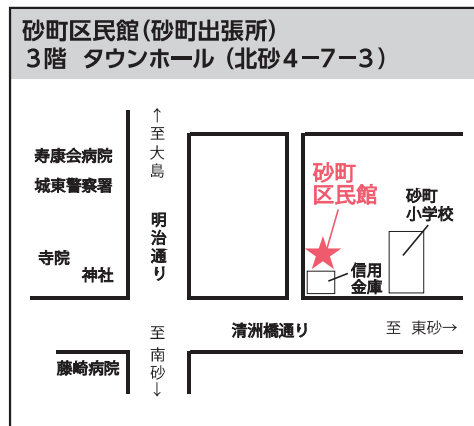 砂町区民館(砂町出張所)
3階 タウンホール(北砂4-7-3)
↑至大島
寿康会病院
城東警察署
明治通り
寺院
神社
砂町
区民館
砂町
小学校
信用
金庫
清洲橋通り
至 東砂→
至南砂↓
藤崎病院